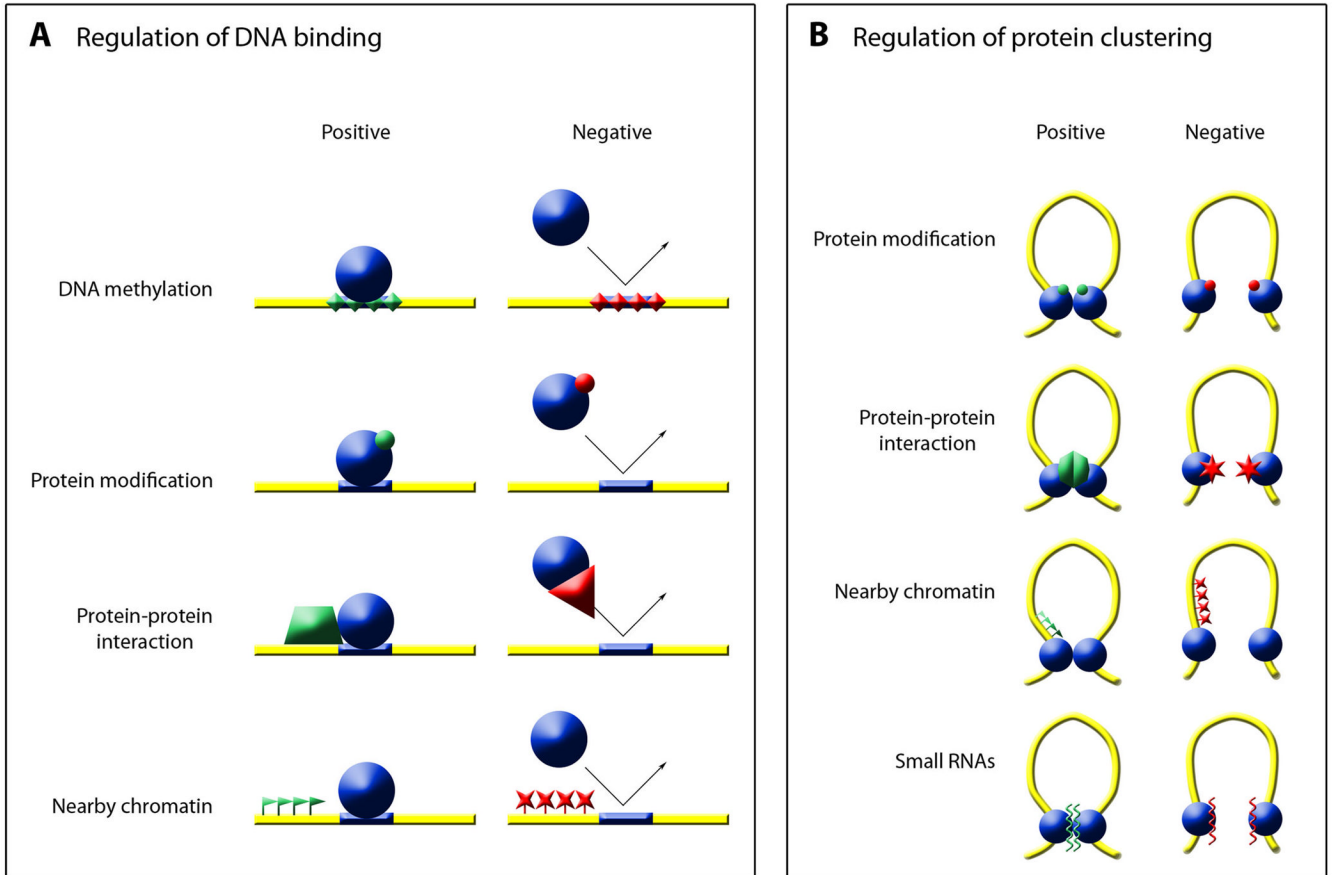 A Regulation of DNA binding
Positive Negative
DNA methylation
Protein modification
Protein-protein
interaction
Nearby chromatin
B Regulation of protein clustering
Positive Negative
Protein modification
Protein-protein
interaction
Nearby chromatin
Small RNAs